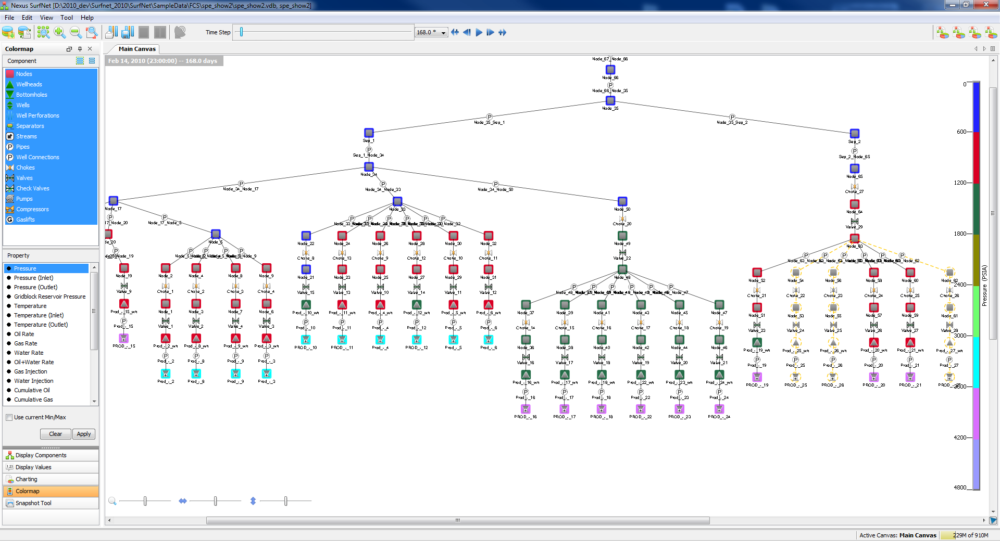 Nexus SurfNet [D:\2010_dev\Surfnet_2010\SurfNet\SampleData\FCS\spe_show2\spe_show2.vdb, spe_show2]
File Edit View Tool Help
Time Step 168.0 *
Colormap
Component
Nodes
Wellheads
Bottomholes
Wells
Well Perforations
Separators
Streams
Pipes
Well Connections
Chokes
Valves
Check Valves
Pumps
Compressors
Gaslifts
Property
Pressure
Pressure (Inlet)
Pressure (Outlet)
Gridblock Reservoir Pressure
Temperature
Temperature (Inlet)
Temperature (Outlet)
Oil Rate
Gas Rate
Water Rate
Oil+Water Rate
Gas Injection
Water Injection
Cumulative Oil
Cumulative Gas
Use current Min/Max
Clear Apply
Display Components
Display Values
Charting
Colormap
Snapshot Tool
Main Canvas
Feb 14, 2010 (23:00:00) -- 168.0 days
Node_67_Node_66
Node_66
Node_66_Node_35
Node_35
Node_35_Sep_1 Node_35_Sep_2
Sep_1 Sep_2
Sep_1_Node_34 Sep_2_Node_65
Node_34 Node_65
Node_34_Node_17 Node_34_Node_33 Node_34_Node_50 Choke_27
Node_17 Node_33 Node_50 Node_64
Node_17_Node_5 Choke_20 Valve_29
Node_5 Node_22 Node_24 Node_26 Node_28 Node_30 Node_32 Node_49 Node_63
Choke_8 Choke_13 Choke_9 Choke_12 Choke_10 Choke_11 Valve_22
Node_19 Node_2 Node_4 Node_8 Node_9 Node_21 Node_23 Node_25 Node_27 Node_29 Node_31 Node_48 Node_52 Node_54 Node_56 Node_58 Node_60 Node_62
Valve_9 Choke_1 Choke_2 Choke_3 Choke_4 Valve_15 Valve_13 Valve_10 Valve_14 Valve_11 Valve_12 Choke_21 Choke_22 Choke_23 Choke_24 Choke_25 Choke_26
Prod_-_15_wh Node_1 Node_3 Node_7 Node_6 Prod_-_10_wh Prod_-_11_wh Prod_-_4_wh Prod_-_12_wh Prod_-_5_wh Prod_-_6_wh Node_37 Node_39 Node_41 Node_43 Node_45 Node_47 Node_51 Node_53 Node_55 Node_57 Node_59 Node_61
Prod_-_15 Valve_1 Valve_2 Valve_4 Valve_3 Prod_-_10 Prod_-_11 Prod_-_4 Prod_-_12 Prod_-_5 Prod_-_6 Choke_14 Choke_15 Choke_16 Choke_17 Choke_18 Choke_19 Valve_23 Valve_24 Valve_25 Valve_26 Valve_27 Valve_28
PROD_-_15 Prod_-_2_wh Prod_-_8_wh Prod_-_9_wh Prod_-_3_wh PROD_-_10 Prod_-_11 Prod_-_4 PROD_-_12 Prod_-_5 Prod_-_6 Node_36 Node_38 Node_40 Node_42 Node_44 Node_46 Prod_-_19_wh Prod_-_25_wh Prod_-_26_wh Prod_-_20_wh Prod_-_21_wh Prod_-_27_wh
Prod_-_2 Prod_-_8 Prod_-_9 Prod_-_3 Valve_16 Valve_17 Valve_18 Valve_19 Valve_20 Valve_21 Prod_-_19 Prod_-_25 Prod_-_26 Prod_-_20 Prod_-_21 Prod_-_27
Prod_-_2 Prod_-_8 Prod_-_9 Prod_-_3 Prod_-_16_wh Prod_-_17_wh Prod_-_18_wh Prod_-_22_wh Prod_-_23_wh Prod_-_24_wh PROD_-_19 PROD_-_25 PROD_-_26 PROD_-_20 PROD_-_21
Prod_-_16 Prod_-_17 Prod_-_18 Prod_-_22 Prod_-_23 Prod_-_24
PROD_-_16 PROD_-_17 PROD_-_18 PROD_-_22 PROD_-_23 PROD_-_24
0
600
1200
1800
2400
3000
3600
4200
4800
Pressure (PSIA)
Active Canvas: Main Canvas 229M of 910M